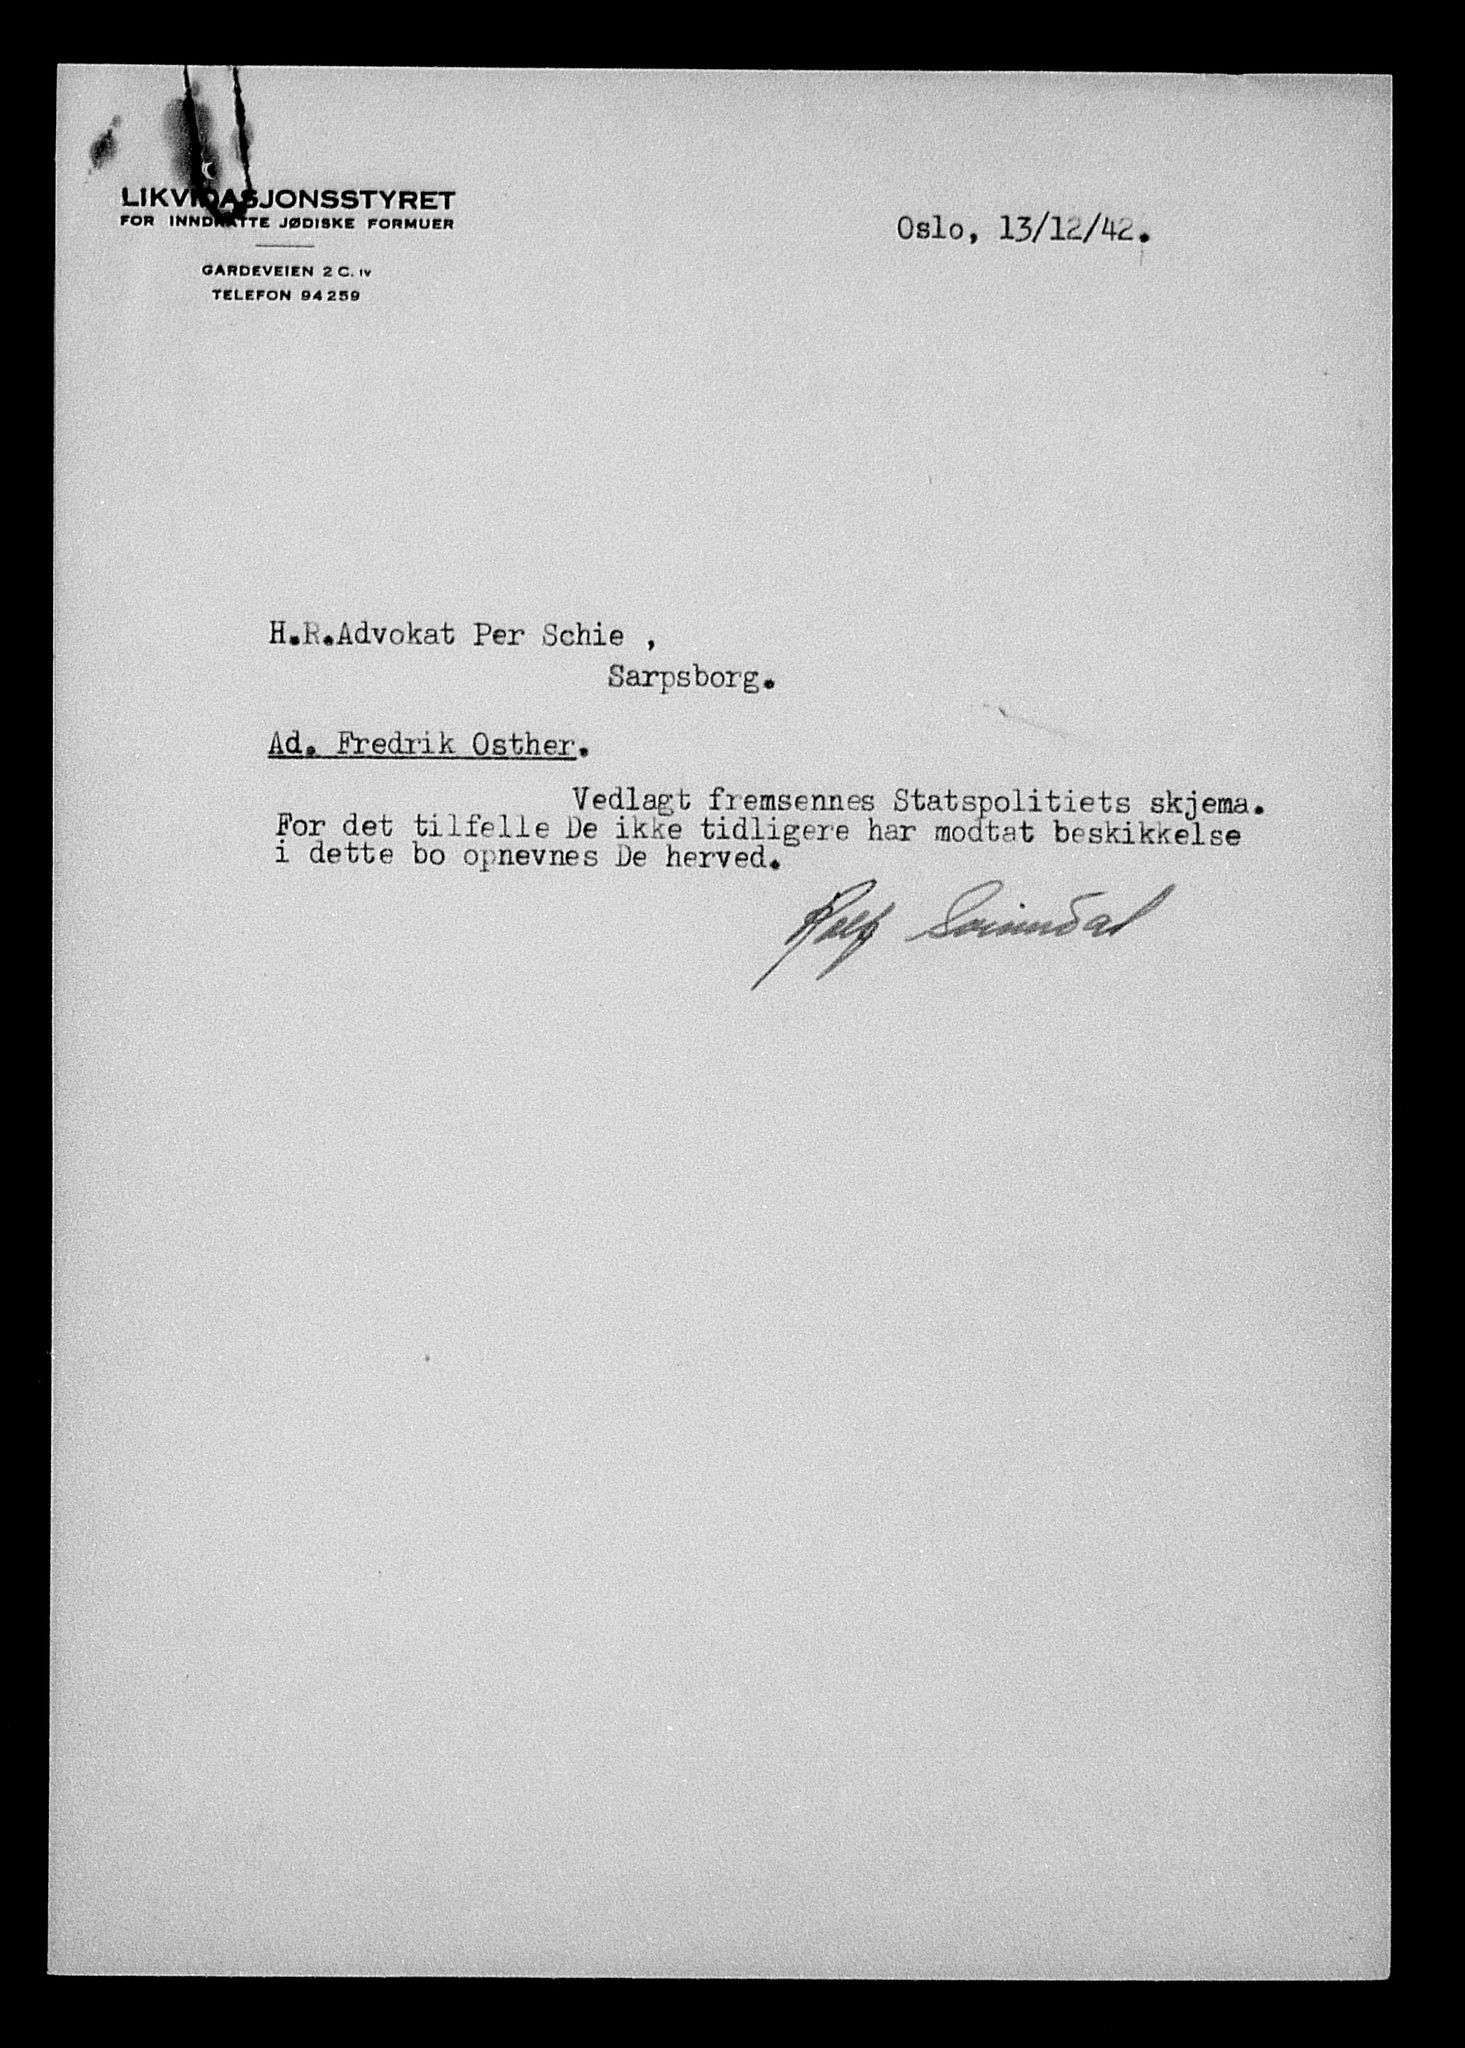 LIKVIDASJONSSTYRET
FOR INNDRATTE JØDISKE FORMUER
GARDEVEIEN 2 C. IV
TELEFON 94259
Oslo, 13/12/42.
H.R.Advokat Per Schie ,
Sarpsborg.
Ad. Fredrik Osther.
Vedlagt fremsennes Statspolitiets skjema.
For det tilfelle De ikke tidligere har modtat beskikkelse
i dette bo opnevnes De herved.
Rolf